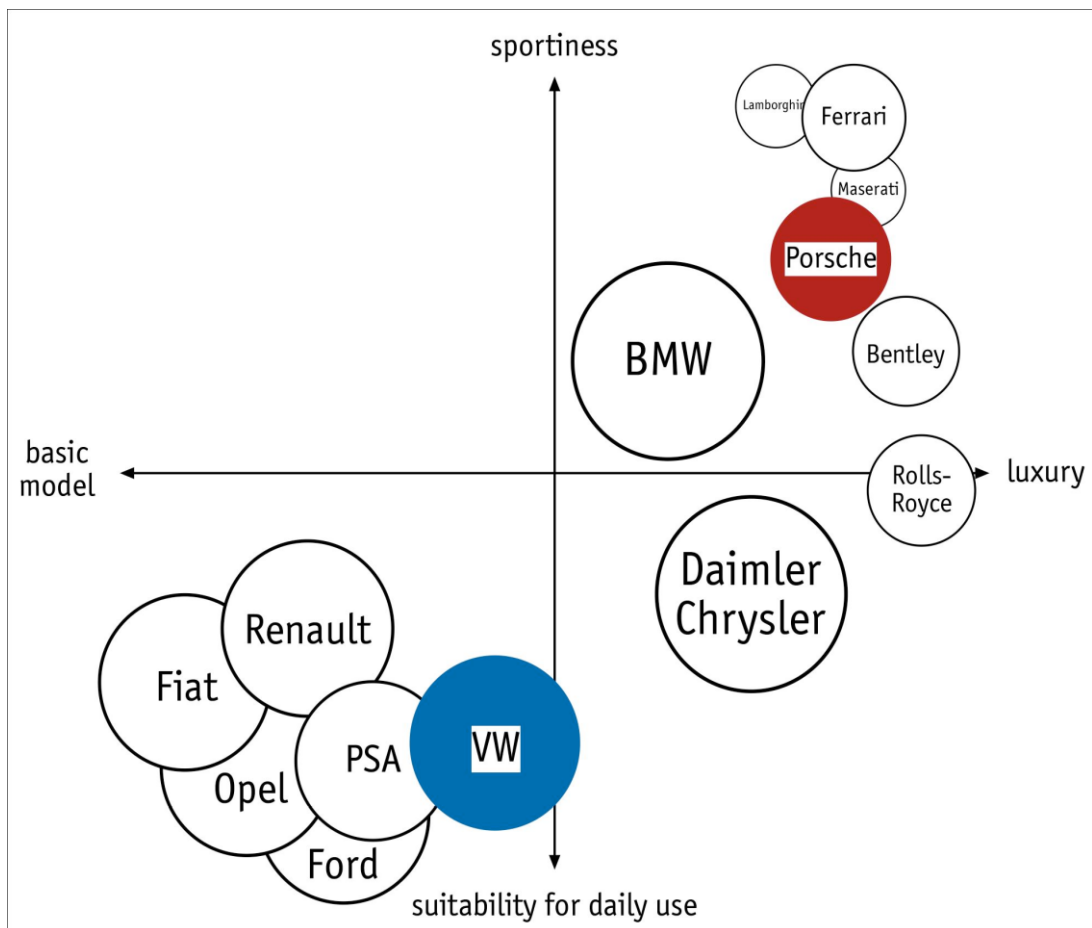 sportiness
Lamborghin
Ferrari
Maserati
Porsche
BMW
Bentley
basic
model
luxury
Rolls-
Royce
Daimler
Chrysler
Renault
Fiat
PSA
VW
Opel
Ford
suitability for daily use